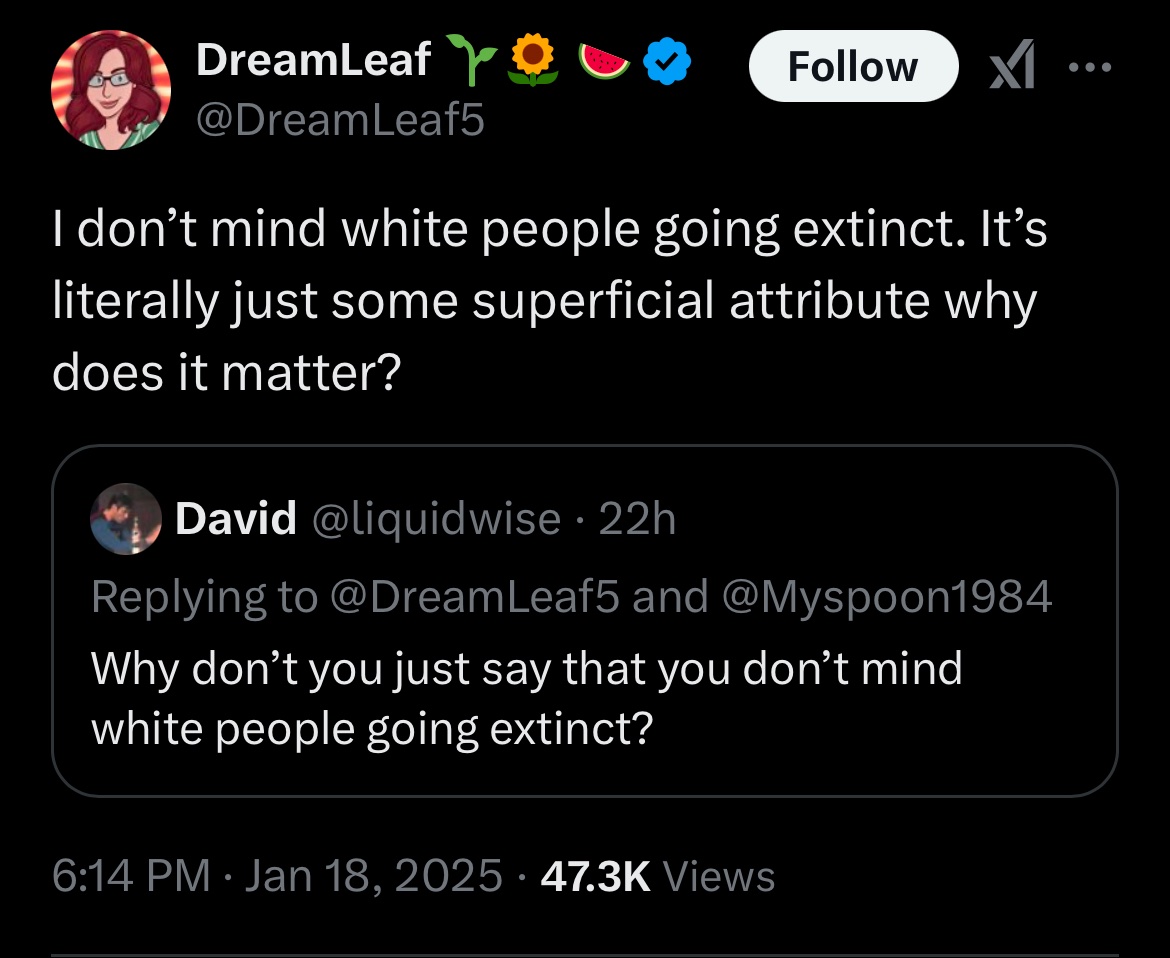 DreamLeaf 🌱🌻🍉
Follow
@DreamLeaf5
I don’t mind white people going extinct. It’s
literally just some superficial attribute why
does it matter?
David @liquidwise · 22h
Replying to @DreamLeaf5 and @Myspoon1984
Why don’t you just say that you don’t mind
white people going extinct?
6:14 PM · Jan 18, 2025 · 47.3K Views